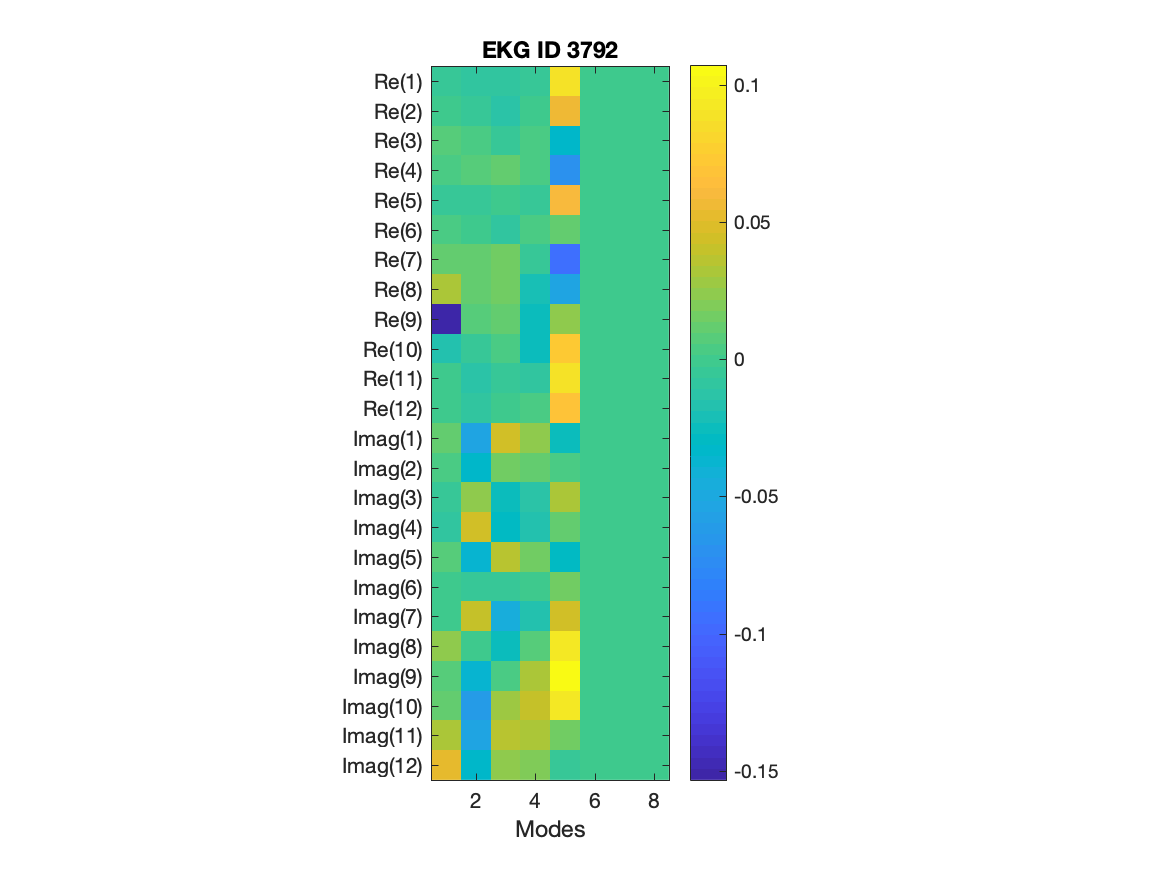 EKG ID 3792
Re(1)
Re(2)
Re(3)
Re(4)
Re(5)
Re(6)
Re(7)
Re(8)
Re(9)
Re(10)
Re(11)
Re(12)
Imag(1)
Imag(2)
Imag(3)
Imag(4)
Imag(5)
Imag(6)
Imag(7)
Imag(8)
Imag(9)
Imag(10)
Imag(11)
Imag(12)
2 4 6 8
Modes
0.1
0.05
0
-0.05
-0.1
-0.15